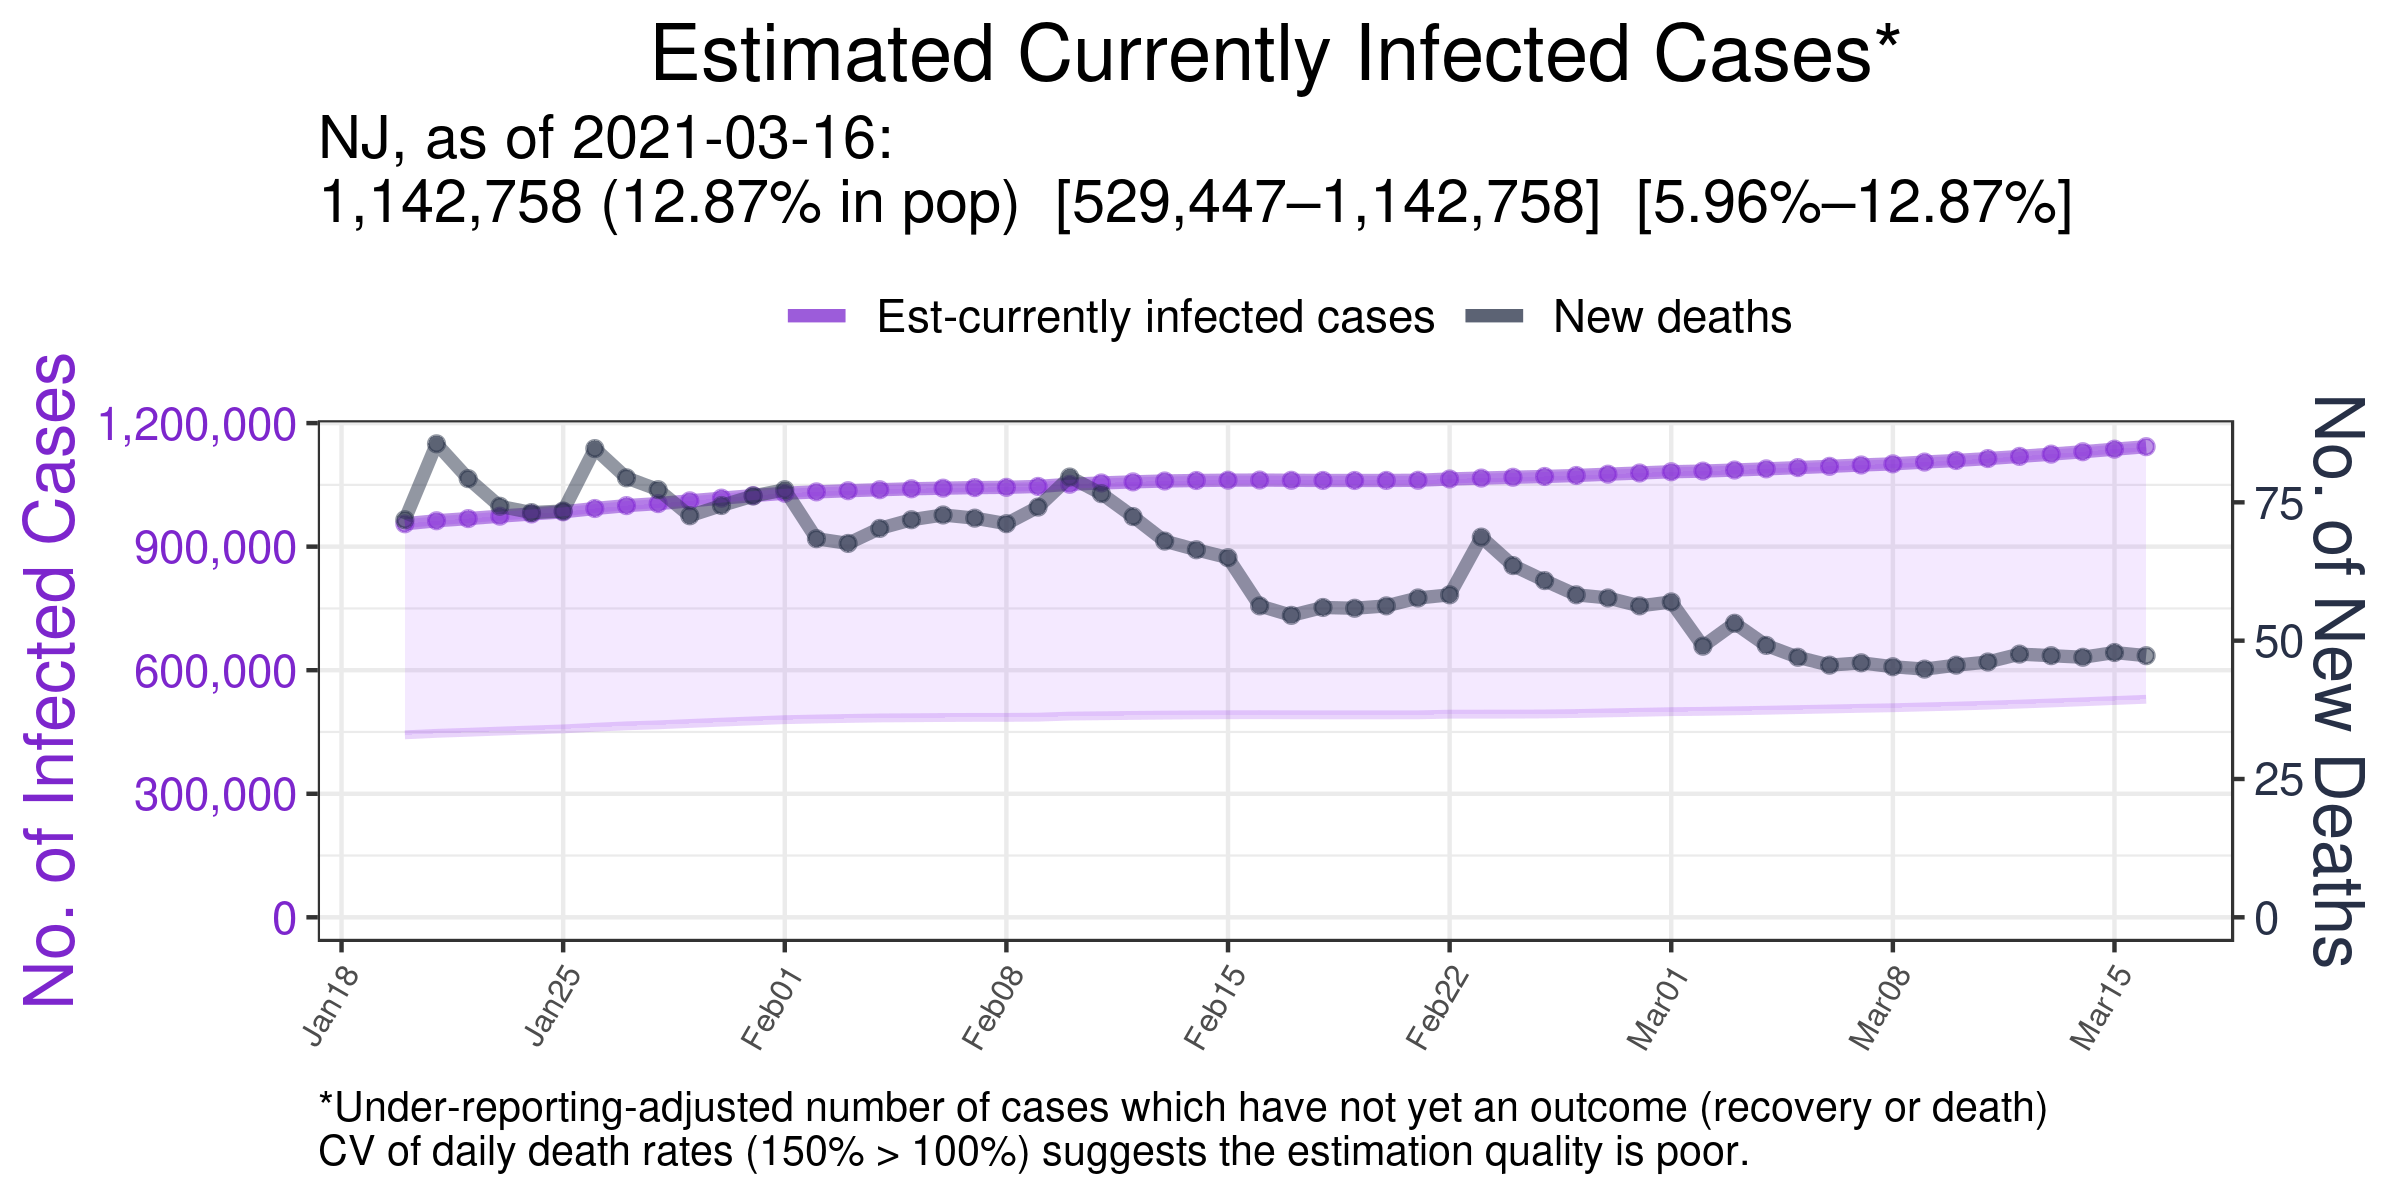 Estimated Currently Infected Cases*
NJ, as of 2021-03-16:
1,142,758 (12.87% in pop)  [529,447–1,142,758]  [5.96%–12.87%]
Est-currently infected cases
New deaths
No. of Infected Cases
1,200,000
900,000
600,000
300,000
0
75
50
25
0
No. of New Deaths
Jan18
Jan25
Feb01
Feb08
Feb15
Feb22
Mar01
Mar08
Mar15
*Under-reporting-adjusted number of cases which have not yet an outcome (recovery or death)
CV of daily death rates (150% > 100%) suggests the estimation quality is poor.